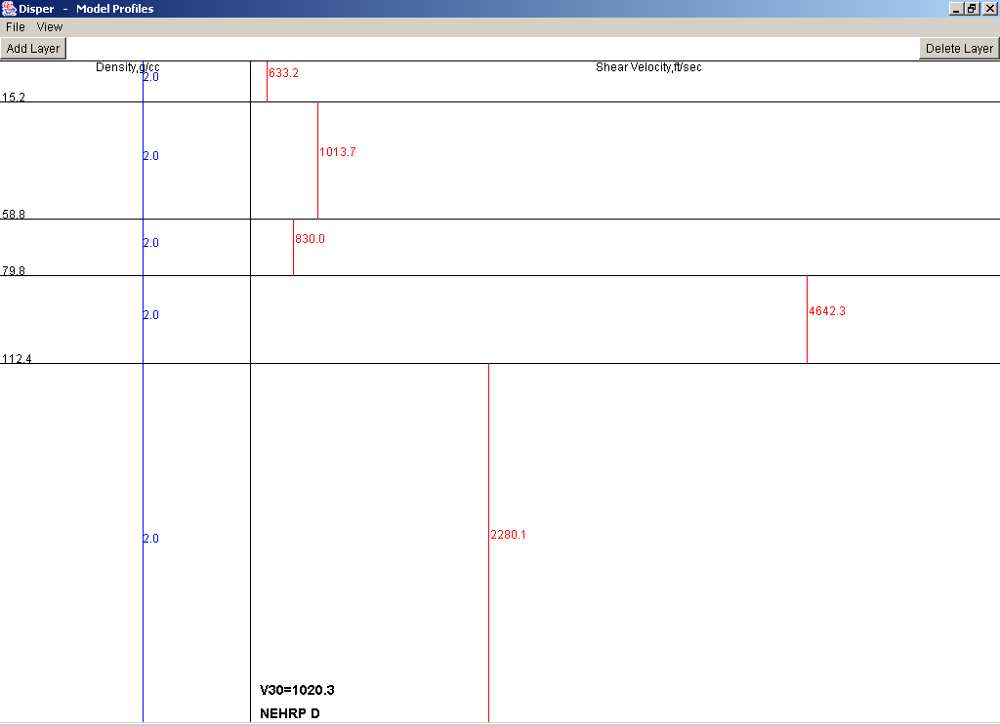 Disper - Model Profiles
File View
Add Layer Delete Layer
Density,g/cc Shear Velocity,ft/sec
2.0 633.2
15.2
2.0 1013.7
58.8
2.0 830.0
79.8
2.0 4642.3
112.4
2.0 2280.1
V30=1020.3
NEHRP D